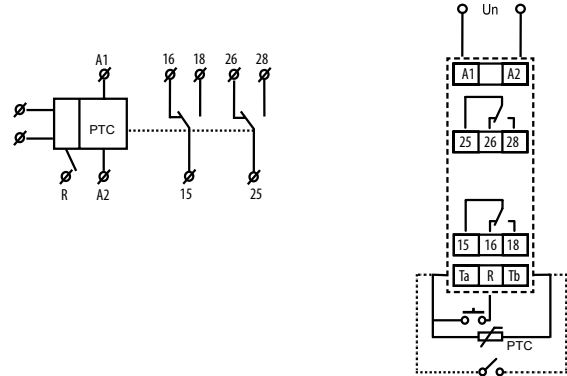 A1 16 18 26 28
PTC
R A2 15 25
Un
A1 A2
25 26 28
15 16 18
Ta R Tb
PTC